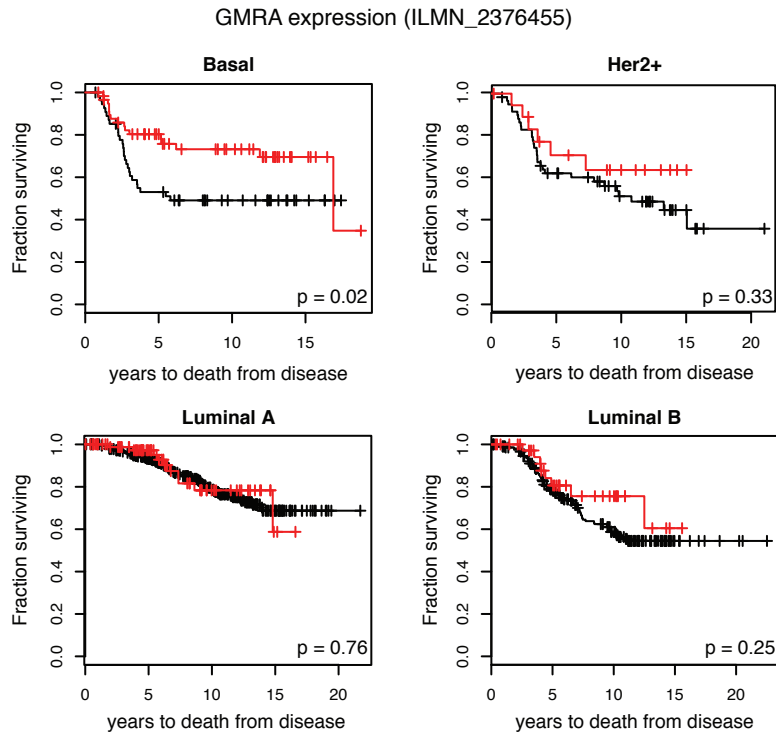 GMRA expression (ILMN_2376455)
Basal
Fraction surviving
1.0
0.8
0.6
0.4
0.2
0.0
p = 0.02
0 5 10 15
years to death from disease
Her2+
Fraction surviving
1.0
0.8
0.6
0.4
0.2
0.0
p = 0.33
0 5 10 15 20
years to death from disease
Luminal A
Fraction surviving
1.0
0.8
0.6
0.4
0.2
0.0
p = 0.76
0 5 10 15 20
years to death from disease
Luminal B
Fraction surviving
1.0
0.8
0.6
0.4
0.2
0.0
p = 0.25
0 5 10 15 20
years to death from disease